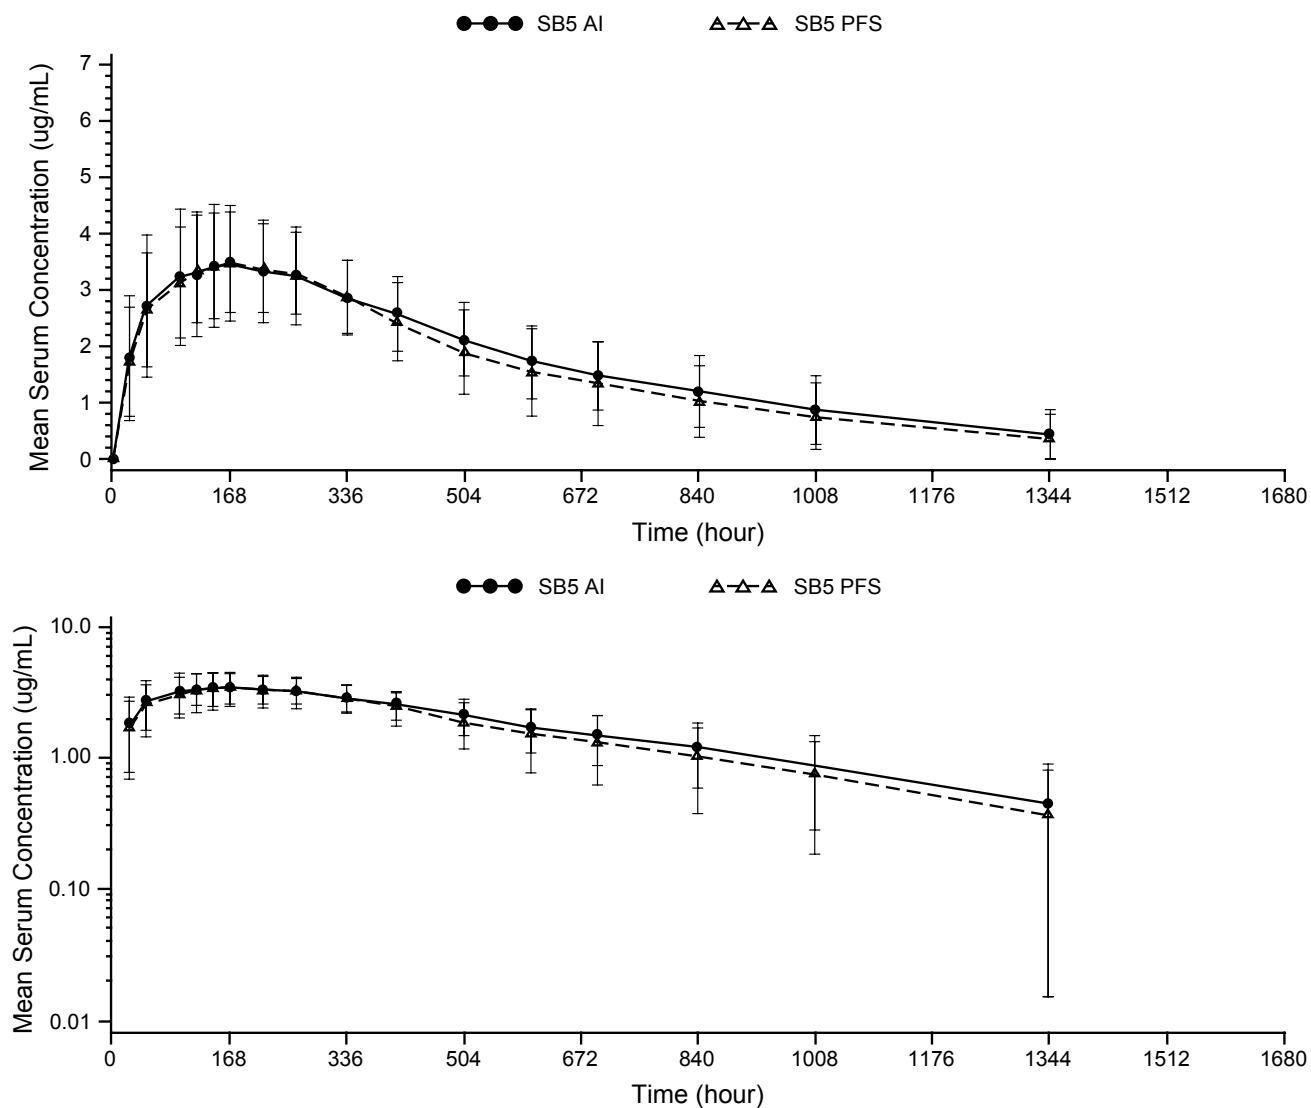 SB5 AI SB5 PFS
Mean Serum Concentration (ug/mL)
7
6
5
4
3
2
1
0
0 168 336 504 672 840 1008 1176 1344 1512 1680
Time (hour)
SB5 AI SB5 PFS
Mean Serum Concentration (ug/mL)
10.0
1.00
0.10
0.01
0 168 336 504 672 840 1008 1176 1344 1512 1680
Time (hour)